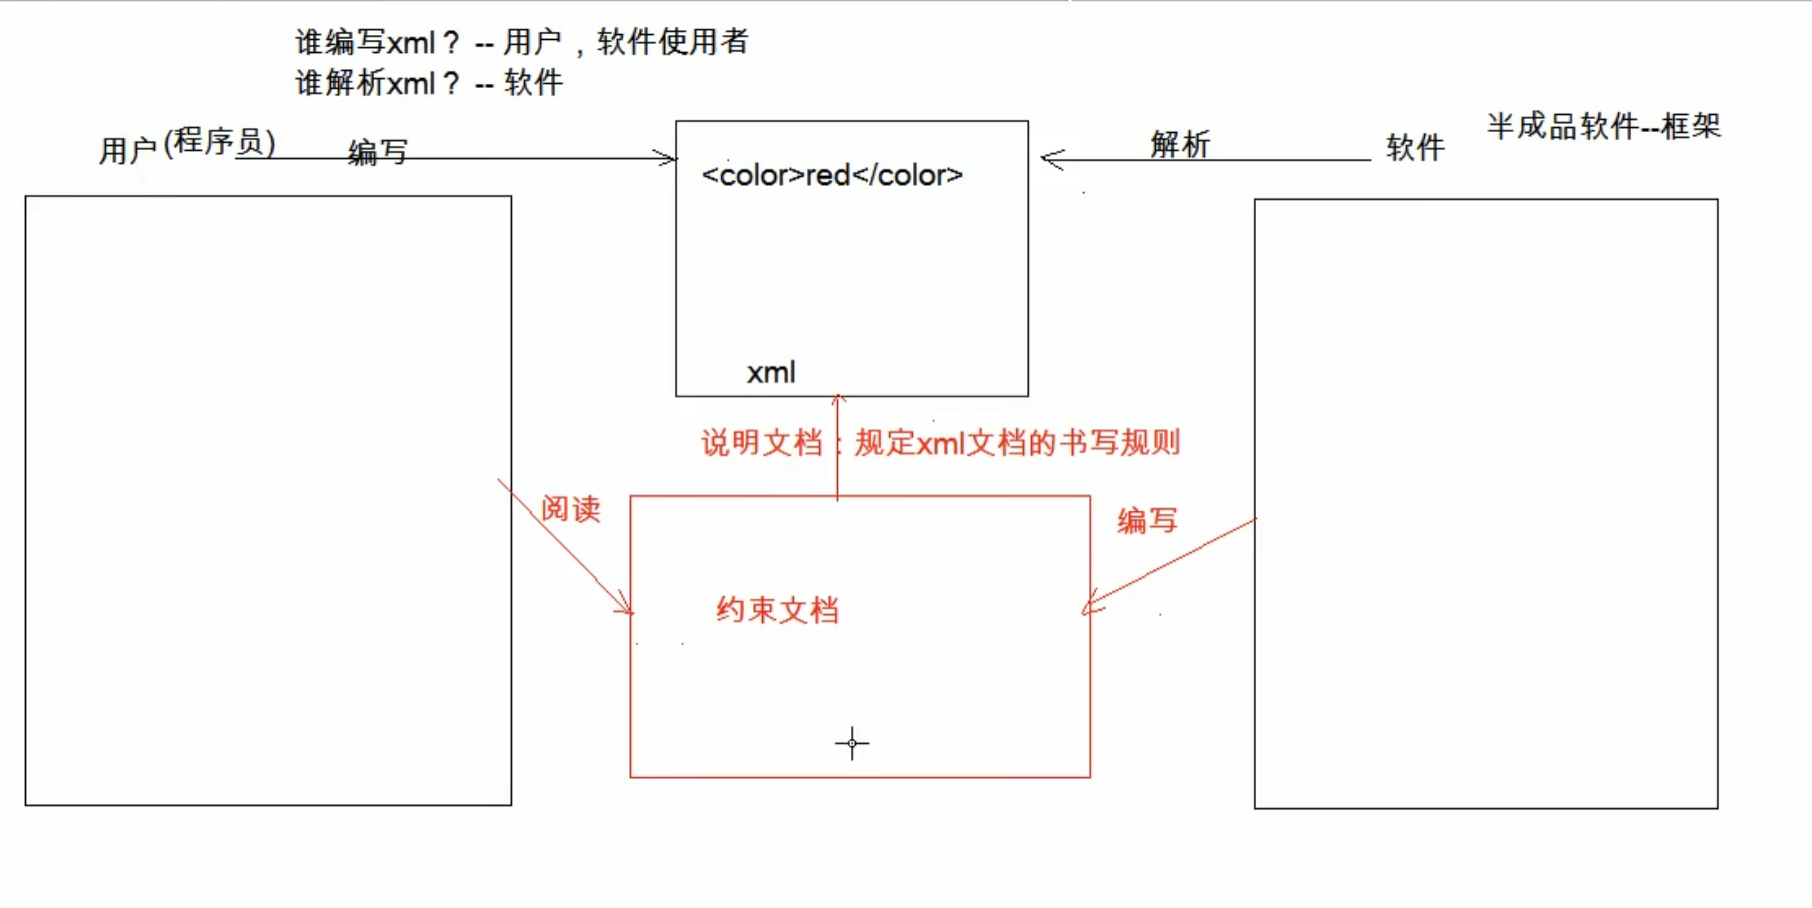 谁编写xml？ -- 用户，软件使用者
谁解析xml？ -- 软件
用户(程序员)
编写
<color>red</color>
xml
解析
软件
半成品软件--框架
说明文档：规定xml文档的书写规则
阅读
编写
约束文档